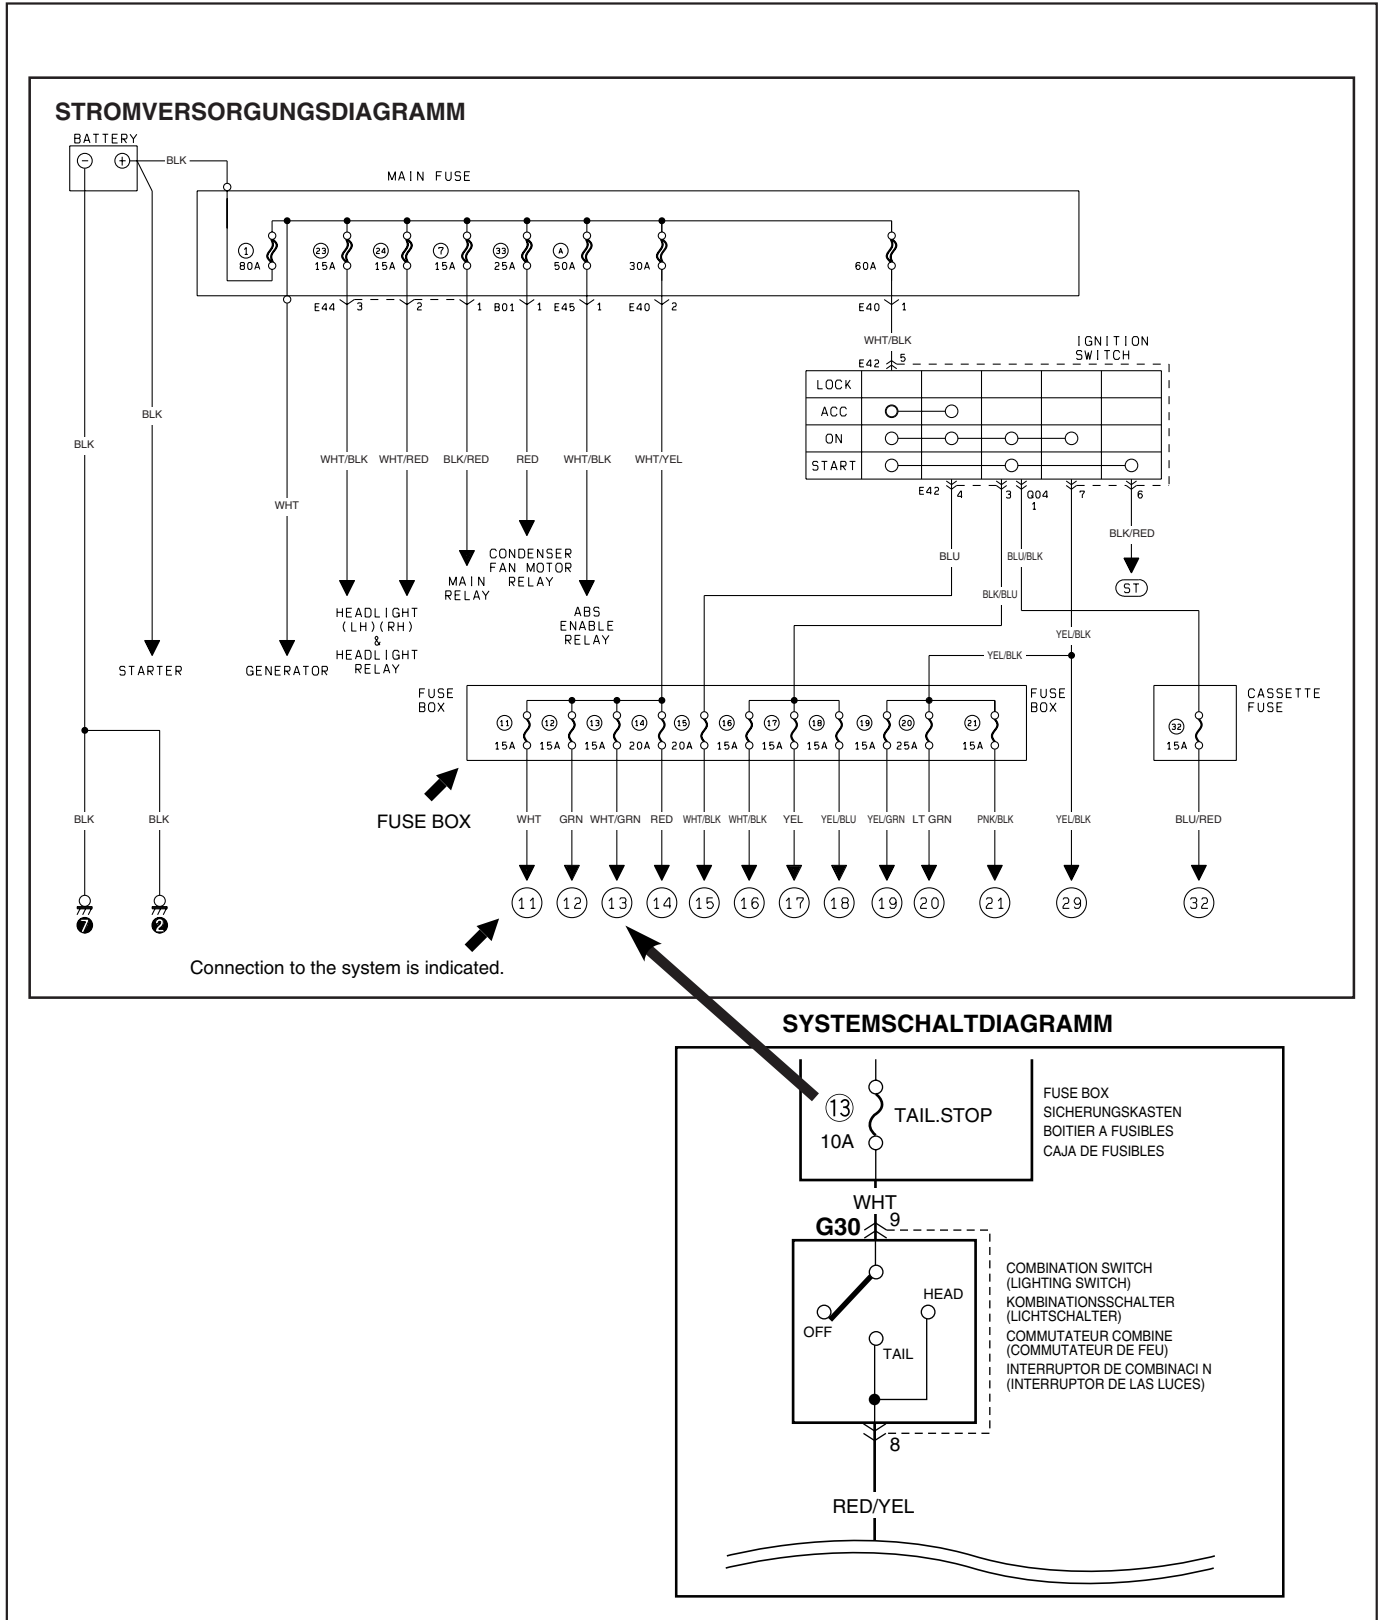 STROMVERSORGUNGSDIAGRAMM
BATTERY
− +
BLK
MAIN FUSE
1 23 24 7 33 A
80A 15A 15A 15A 25A 50A 30A 60A
E44 3 2 1 B01 1 E45 1 E40 2 E40 1
WHT/BLK
IGNITION
SWITCH
E42 5
LOCK
ACC
ON
START
E42 4 3 G04 7 6
1
BLK
BLK
WHT/BLK WHT/RED BLK/RED RED WHT/BLK WHT/YEL
WHT
BLK/RED
BLU BLU/BLK
ST
BLK/BLU
CONDENSER
FAN MOTOR
RELAY
MAIN
RELAY
HEADLIGHT
(LH)(RH)
&
HEADLIGHT
RELAY
ABS
ENABLE
RELAY
YEL/BLK
YEL/BLK
STARTER
GENERATOR
FUSE
BOX
FUSE
BOX
CASSETTE
FUSE
11 12 13 14 15 16 17 18 19 20 21 32
15A 15A 15A 20A 20A 15A 15A 15A 15A 25A 15A 15A
FUSE BOX
BLK BLK WHT GRN WHT/GRN RED WHT/BLK WHT/BLK YEL YEL/BLU YEL/GRN LT GRN PNK/BLK YEL/BLK BLU/RED
11 12 13 14 15 16 17 18 19 20 21 29 32
7 2
Connection to the system is indicated.
SYSTEMSCHALTDIAGRAMM
13
10A
TAIL.STOP
FUSE BOX
SICHERUNGSKASTEN
BOITIER A FUSIBLES
CAJA DE FUSIBLES
WHT
G30 9
OFF
TAIL
HEAD
COMBINATION SWITCH
(LIGHTING SWITCH)
KOMBINATIONSSCHALTER
(LICHTSCHALTER)
COMMUTATEUR COMBINE
(COMMUTATEUR DE FEU)
INTERRUPTOR DE COMBINACI N
(INTERRUPTOR DE LAS LUCES)
8
RED/YEL